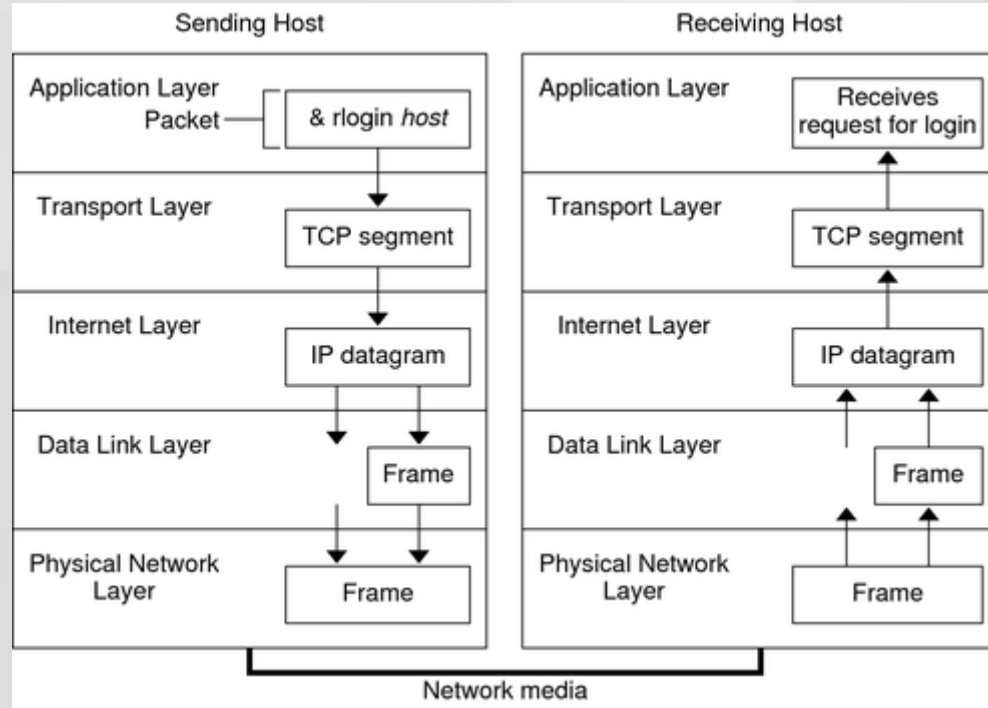 Sending Host
Application Layer
Packet
& rlogin host
Transport Layer
TCP segment
Internet Layer
IP datagram
Data Link Layer
Frame
Physical Network
Layer
Frame
Receiving Host
Application Layer
Receives
request for login
Transport Layer
TCP segment
Internet Layer
IP datagram
Data Link Layer
Frame
Physical Network
Layer
Frame
Network media